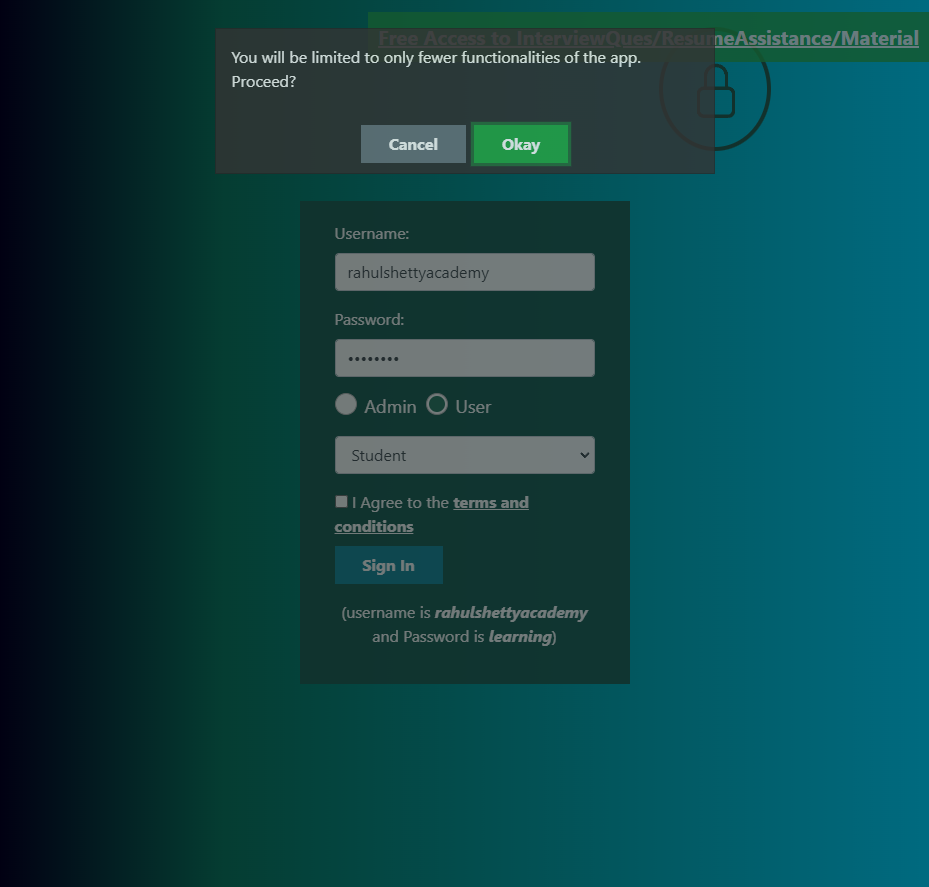 Free Access to InterviewQues/ResumeAssistance/Material
You will be limited to only fewer functionalities of the app.
Proceed?
Cancel Okay
Username:
rahulshettyacademy
Password:
••••••••
Admin User
Student
I Agree to the terms and
conditions
Sign In
(username is rahulshettyacademy
and Password is learning)